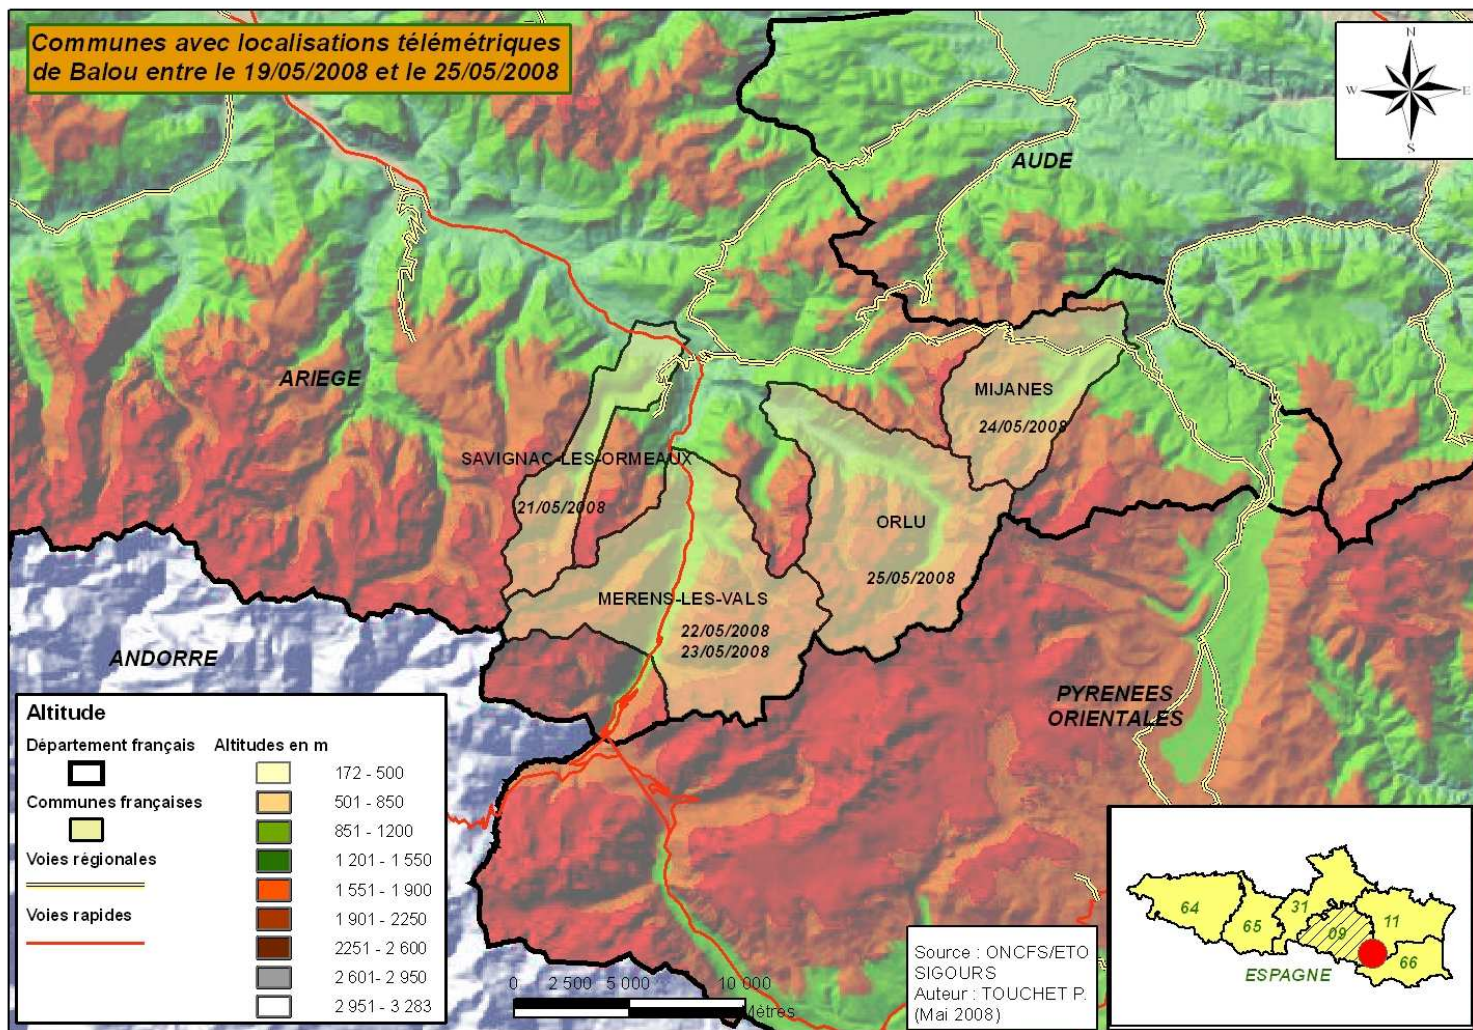 Communes avec localisations télémétriques
de Balou entre le 19/05/2008 et le 25/05/2008
N
W
E
S
AUDE
ARIEGE
MIJANES
24/05/2008
SAVIGNAC-LES-ORMEAUX
21/05/2008
ORLU
25/05/2008
MERENS-LES-VALS
22/05/2008
23/05/2008
ANDORRE
PYRENEES
ORIENTALES
Altitude
Département français
Altitudes en m
172 - 500
Communes françaises
501 - 850
851 - 1200
Voies régionales
1 201 - 1 550
1 551 - 1 900
Voies rapides
1 901 - 2250
2251 - 2 600
2 601 - 2 950
2 951 - 3 283
0 2 500 5 000 10 000
Mètres
Source : ONCFS/ETO
SIGOURS
Auteur : TOUCHET P.
(Mai 2008)
64
65
31
09
11
66
ESPAGNE